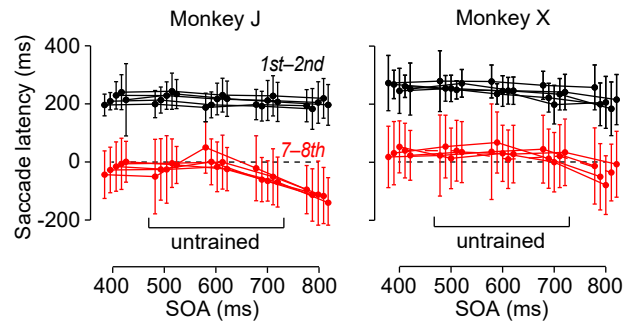 Monkey J
Monkey X
Saccade latency (ms)
400
200
0
-200
1st–2nd
7–8th
untrained
untrained
400 500 600 700 800
400 500 600 700 800
SOA (ms)
SOA (ms)